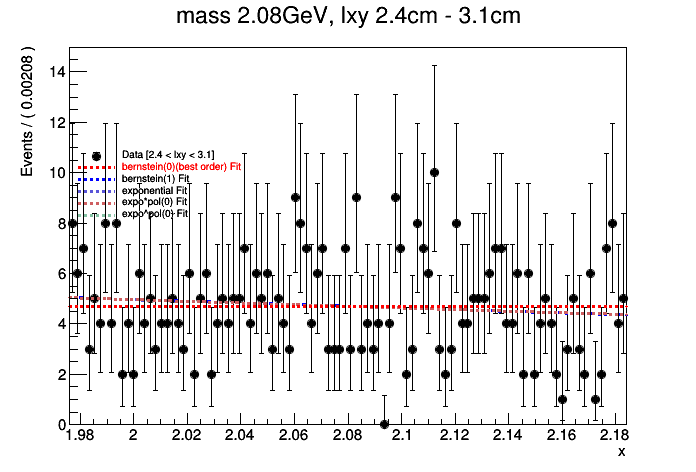 mass 2.08GeV, lxy 2.4cm - 3.1cm
Events / ( 0.00208 )
14
12
10
8
6
4
2
0
Data [2.4 < lxy < 3.1]
bernstein(0)(best order) Fit
bernstein(1) Fit
exponential Fit
expo*pol(0) Fit
expo^pol(0) Fit
1.98 2 2.02 2.04 2.06 2.08 2.1 2.12 2.14 2.16 2.18
x